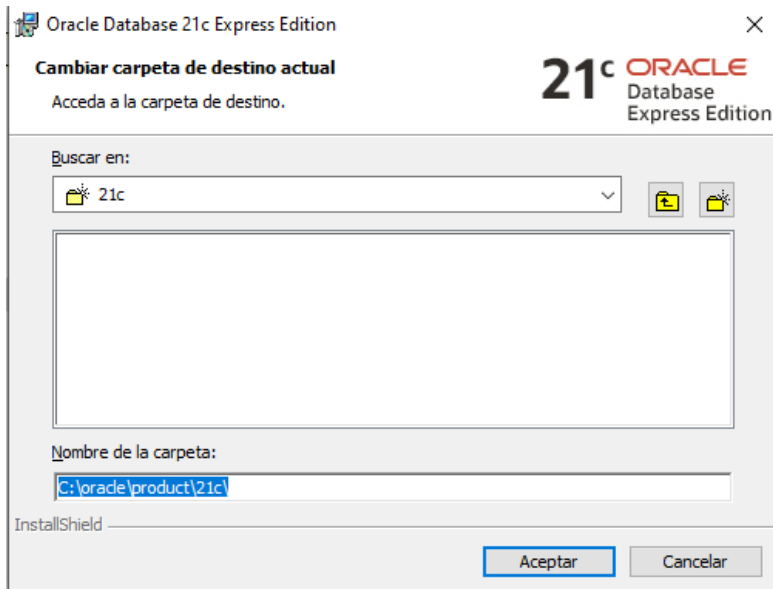 Oracle Database 21c Express Edition
Cambiar carpeta de destino actual
Acceda a la carpeta de destino.
21c ORACLE
Database
Express Edition
Buscar en:
21c
Nombre de la carpeta:
C:\oracle\product\21c\
InstallShield
Aceptar Cancelar